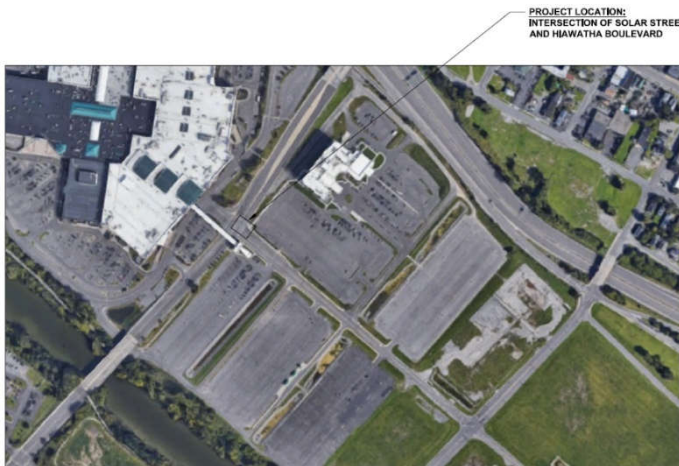 PROJECT LOCATION:
INTERSECTION OF SOLAR STREE
AND HIAWATHA BOULEVARD